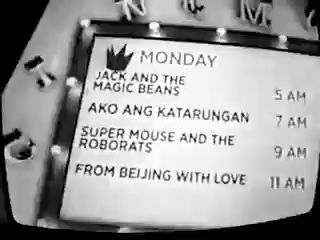 MONDAY
JACK AND THE
MAGIC BEANS 5 AM
AKO ANG KATARUNGAN 7 AM
SUPER MOUSE AND THE
ROBORATS 9 AM
FROM BEIJING WITH LOVE 11 AM